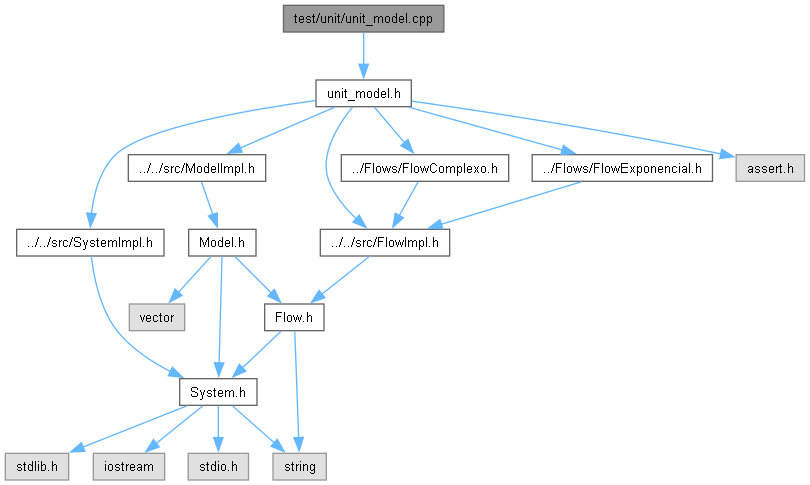 test/unit/unit_model.cpp
unit_model.h
../../src/ModelImpl.h
../Flows/FlowComplexo.h
../Flows/FlowExponencial.h
assert.h
../../src/SystemImpl.h
Model.h
../../src/FlowImpl.h
vector
Flow.h
System.h
stdlib.h
iostream
stdio.h
string